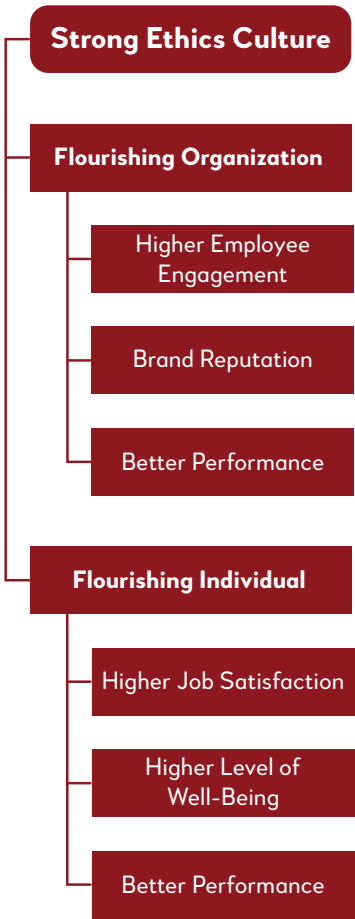 Strong Ethics Culture
Flourishing Organization
Higher Employee
Engagement
Brand Reputation
Better Performance
Flourishing Individual
Higher Job Satisfaction
Higher Level of
Well-Being
Better Performance